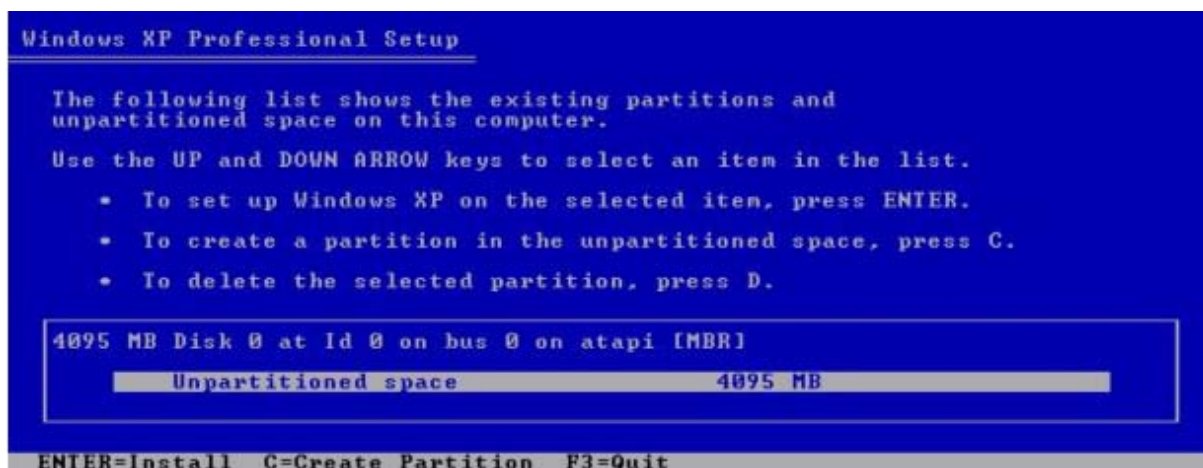 Windows XP Professional Setup
The following list shows the existing partitions and
unpartitioned space on this computer.
Use the UP and DOWN ARROW keys to select an item in the list.
• To set up Windows XP on the selected item, press ENTER.
• To create a partition in the unpartitioned space, press C.
• To delete the selected partition, press D.
4095 MB Disk 0 at Id 0 on bus 0 on atapi [MBR]
Unpartitioned space 4095 MB
ENTER=Install C=Create Partition F3=Quit